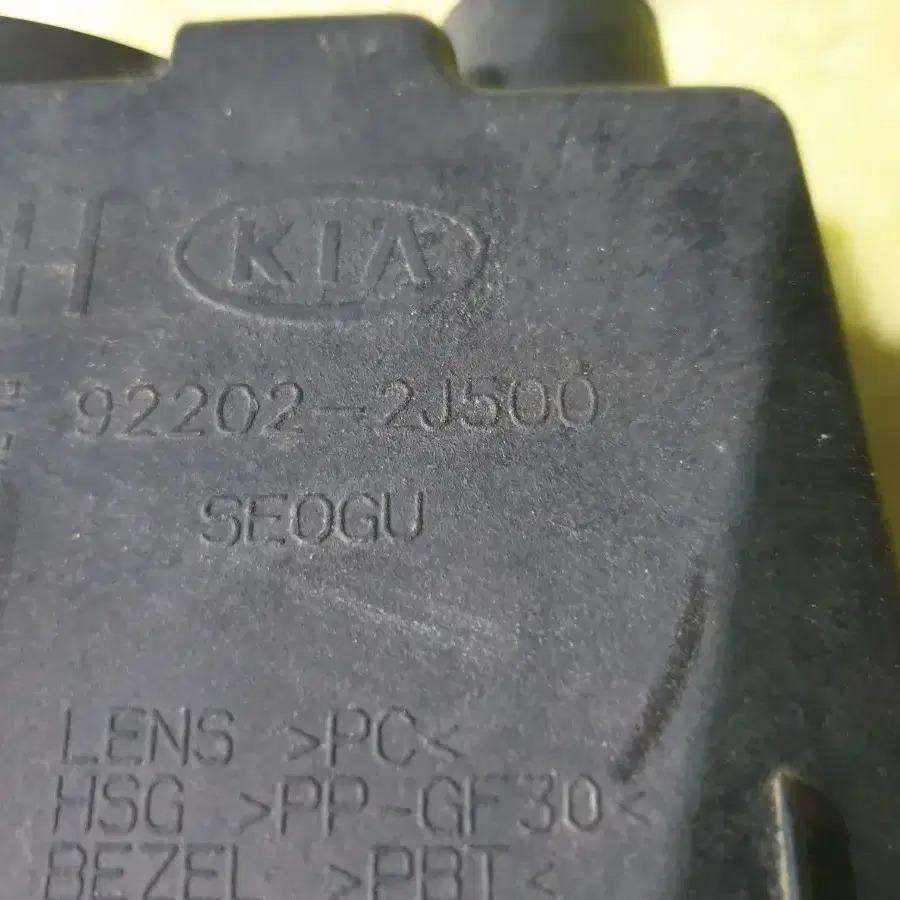 H KIA
92202-2J500
SEOGU
LENS >PC<
HSG >PP-GF30<
BEZEL >PBT<